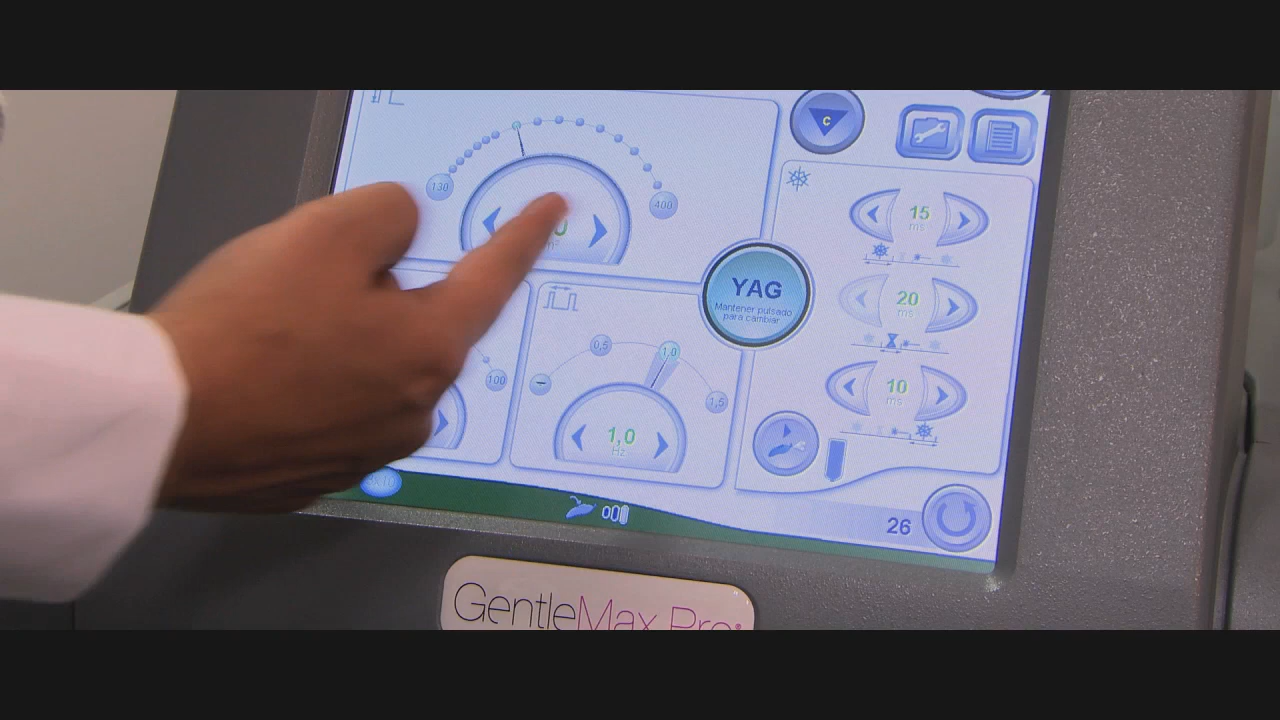 C
130
400
15
ms
YAG
Mantener pulsado
para cambiar
20
ms
0,5
1,0
100
1,5
10
ms
1,0
Hz
26
GentleMax Pro